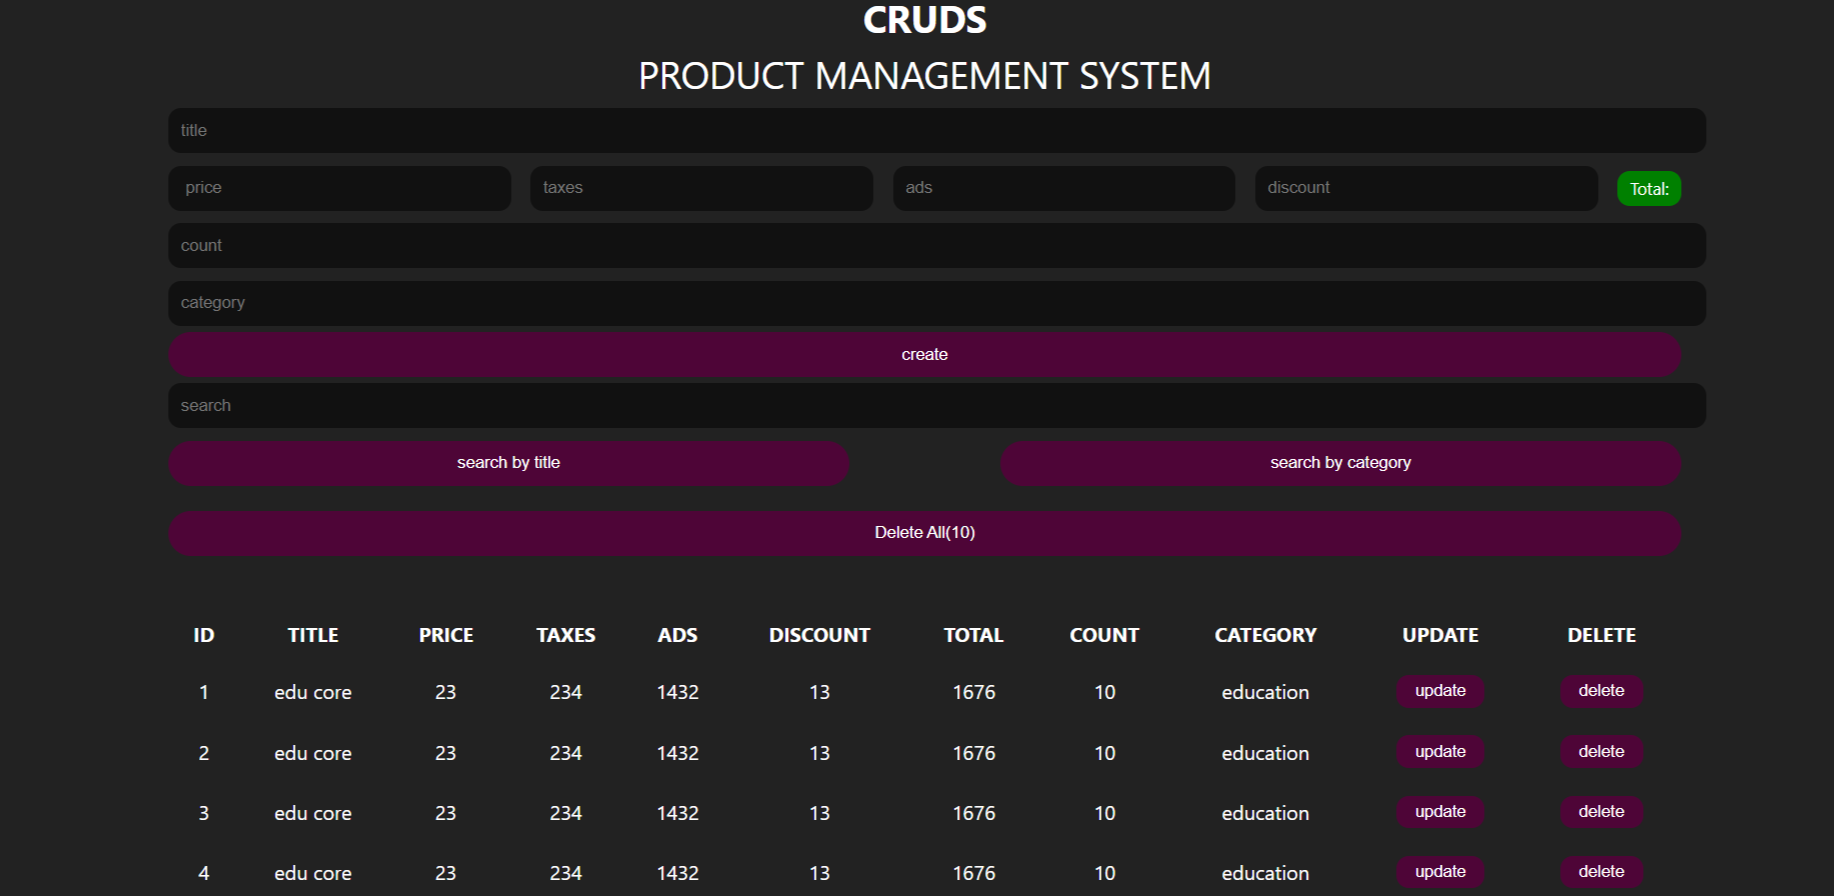 CRUDS
PRODUCT MANAGEMENT SYSTEM
title
price taxes ads discount Total:
count
category
create
search
search by title search by category
Delete All(10)
ID TITLE PRICE TAXES ADS DISCOUNT TOTAL COUNT CATEGORY UPDATE DELETE
1 edu core 23 234 1432 13 1676 10 education update delete
2 edu core 23 234 1432 13 1676 10 education update delete
3 edu core 23 234 1432 13 1676 10 education update delete
4 edu core 23 234 1432 13 1676 10 education update delete